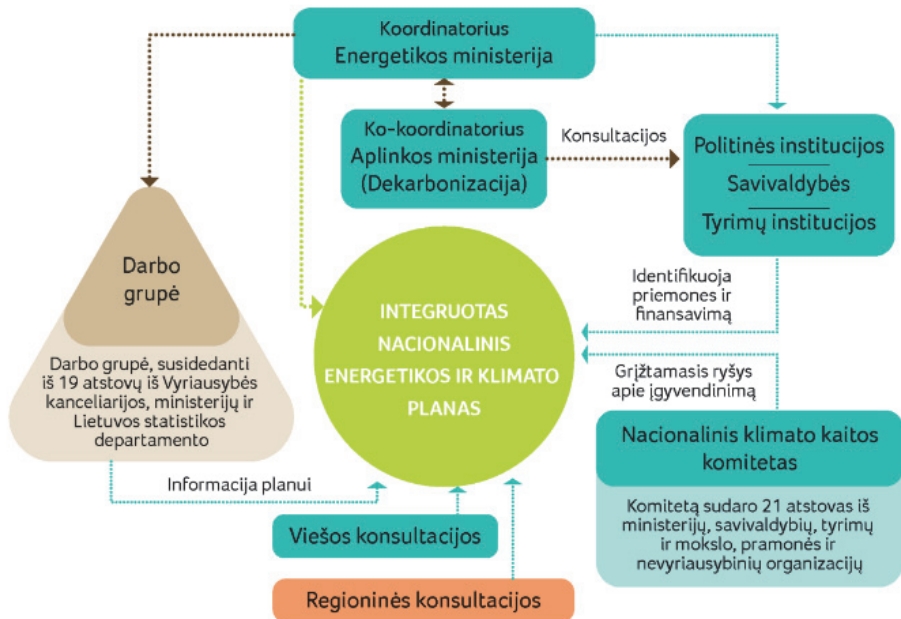 Koordinatorius
Energetikos ministerija
Ko-koordinatorius
Aplinkos ministerija
(Dekarbonizacija)
Konsultacijos
Politinės institucijos
Savivaldybės
Tyrimų institucijos
Darbo
grupė
Darbo grupė, susidedanti
iš 19 atstovų iš Vyriausybės
kanceliarijos, ministerijų ir
Lietuvos statistikos
departamento
INTEGRUOTAS
NACIONALINIS
ENERGETIKOS IR KLIMATO
PLANAS
Identifikuoja
priemones ir
finansavimą
Grįžtamasis ryšys
apie įgyvendinimą
Nacionalinis klimato kaitos
komitetas
Komitetą sudaro 21 atstovas iš
ministerijų, savivaldybių, tyrimų
ir mokslo, pramonės ir
nevyriausybinių organizacijų
Informacija planui
Viešos konsultacijos
Regioninės konsultacijos